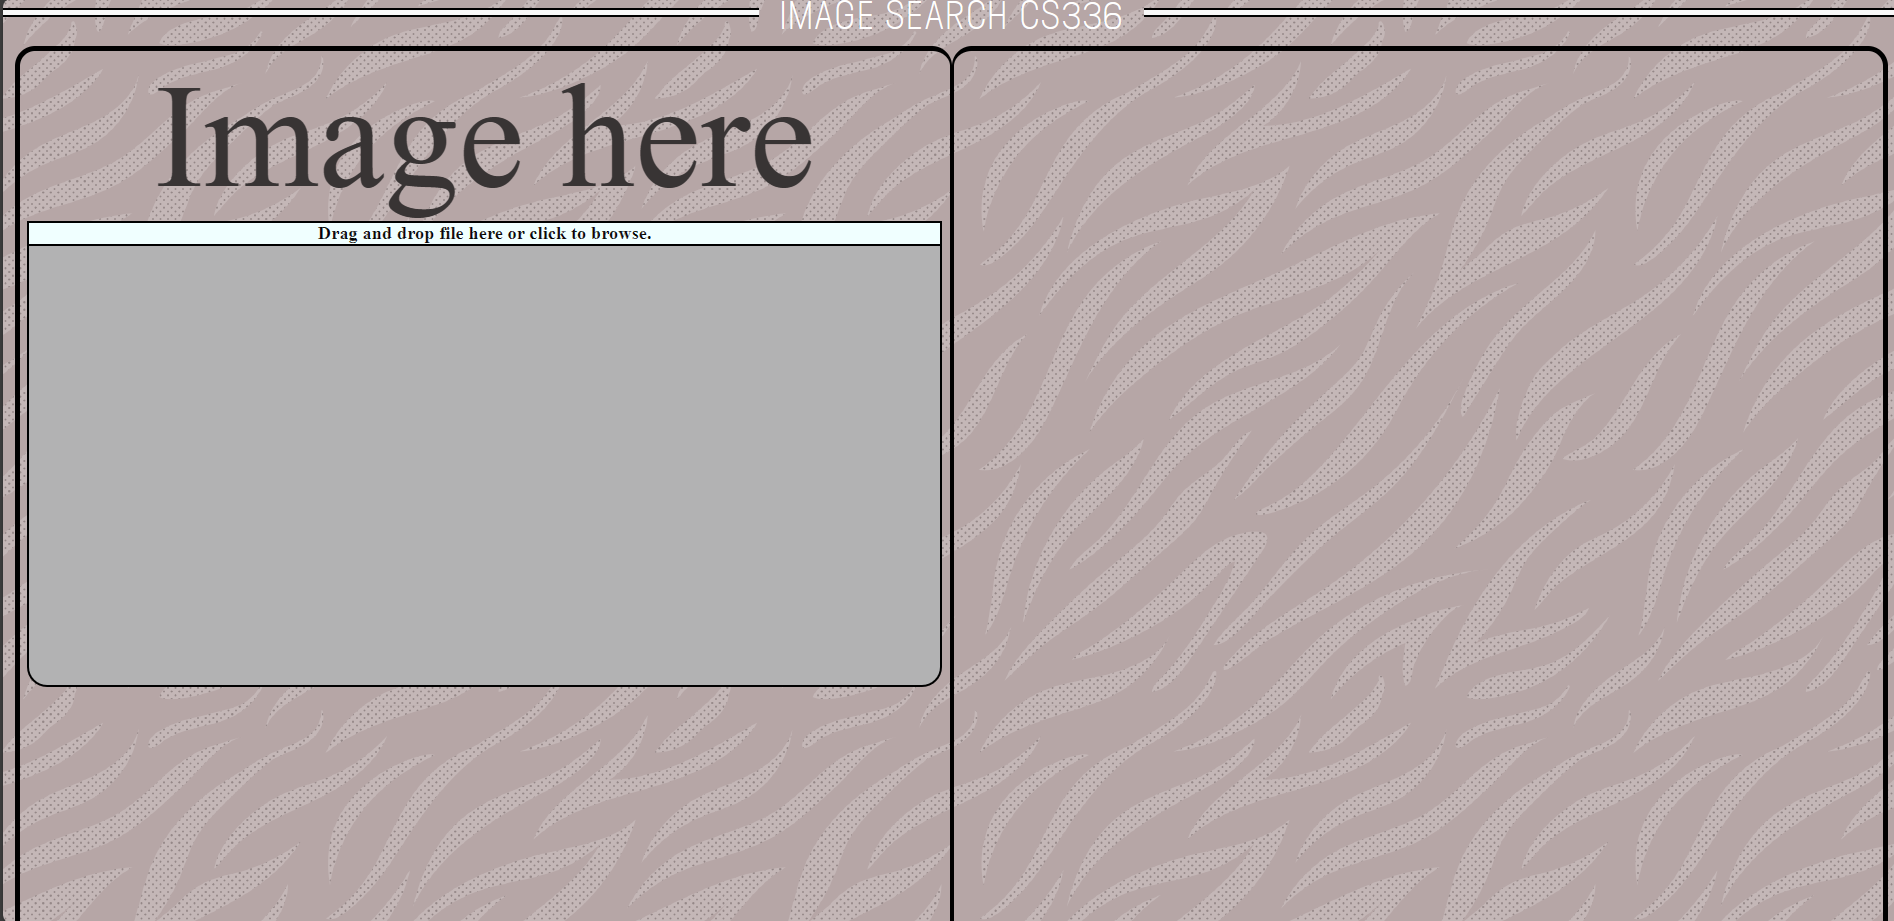 IMAGE SEARCH CS336
Image here
Drag and drop file here or click to browse.